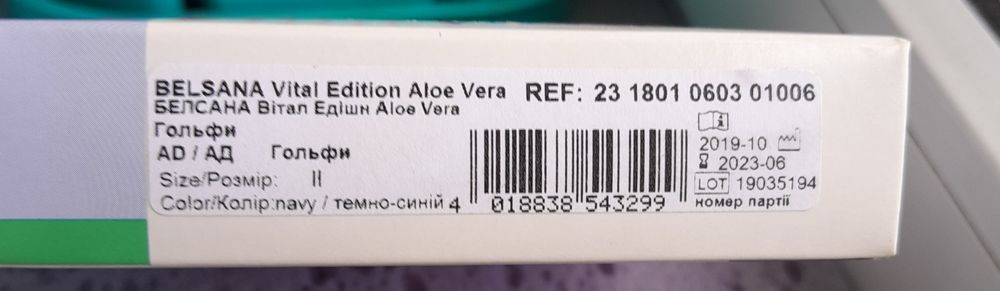 BELSANA Vital Edition Aloe Vera REF: 23 1801 0603 01006
БЕЛСАНА Вітал Едішн Aloe Vera
Гольфи
AD / АД Гольфи
Size/Розмір: II
Color/Колір:navy / темно-синій
4 018838 543299
2019-10
2023-06
LOT 19035194
номер партії